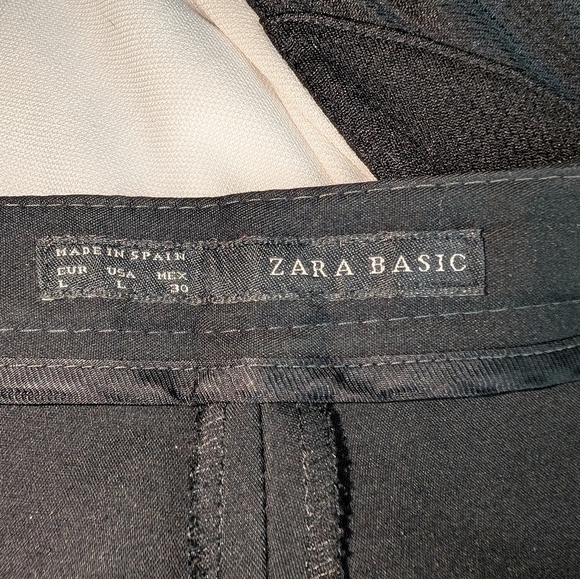 MADE IN SPAIN
EUR USA MEX
L L 30
ZARA BASIC